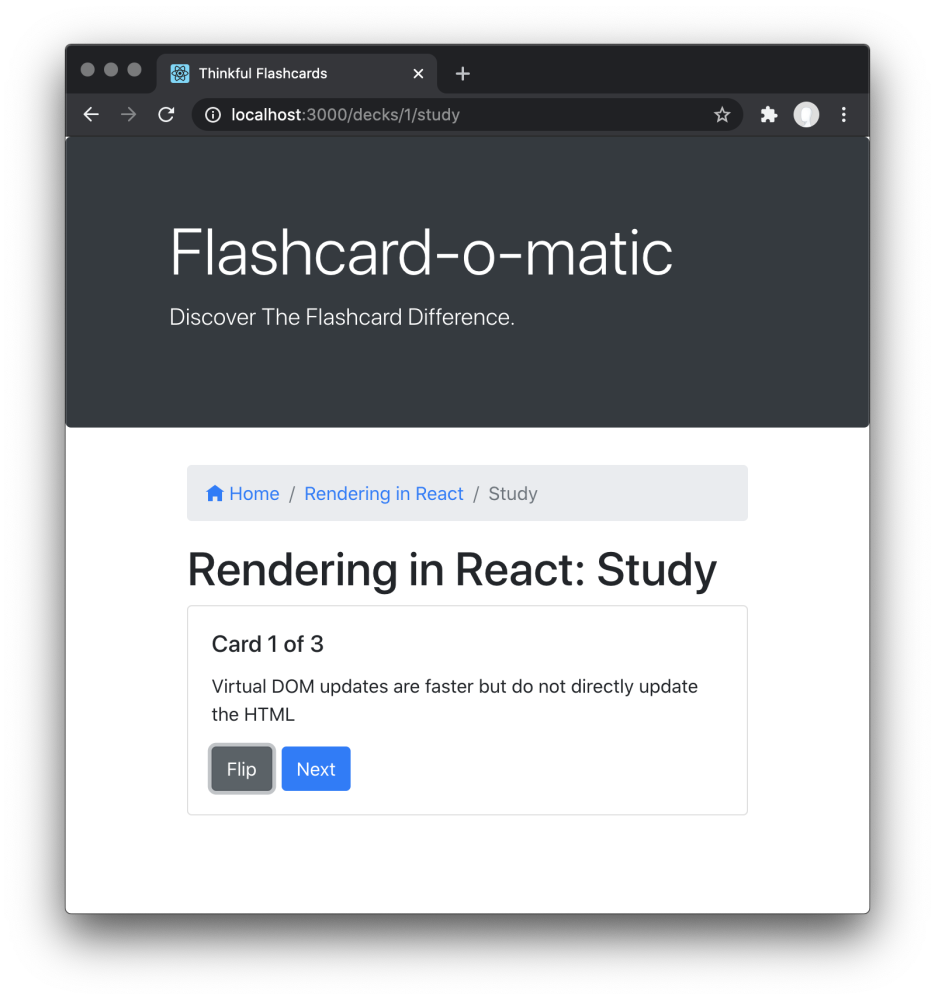 Thinkful Flashcards
localhost:3000/decks/1/study
Flashcard-o-matic
Discover The Flashcard Difference.
Home / Rendering in React / Study
Rendering in React: Study
Card 1 of 3
Virtual DOM updates are faster but do not directly update
the HTML
Flip Next